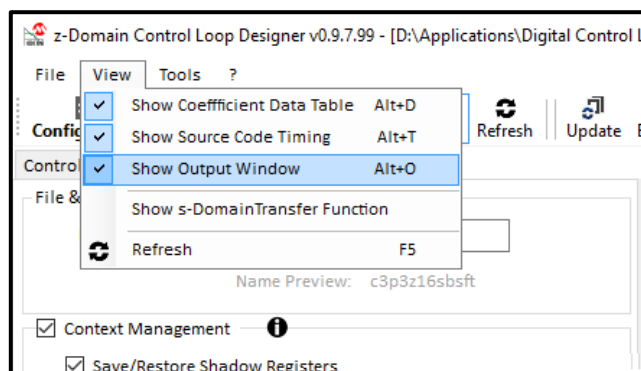 z-Domain Control Loop Designer v0.9.7.99 - [D:\Applications\Digital Control L
File View Tools ?
Show Coeffficient Data Table Alt+D
Config
Show Source Code Timing Alt+T
Refresh
Update
Control
Show Output Window Alt+O
File &
Show s-DomainTransfer Function
Refresh F5
Name Preview: c3p3z16sbsft
Context Management
Save/Restore Shadow Registers